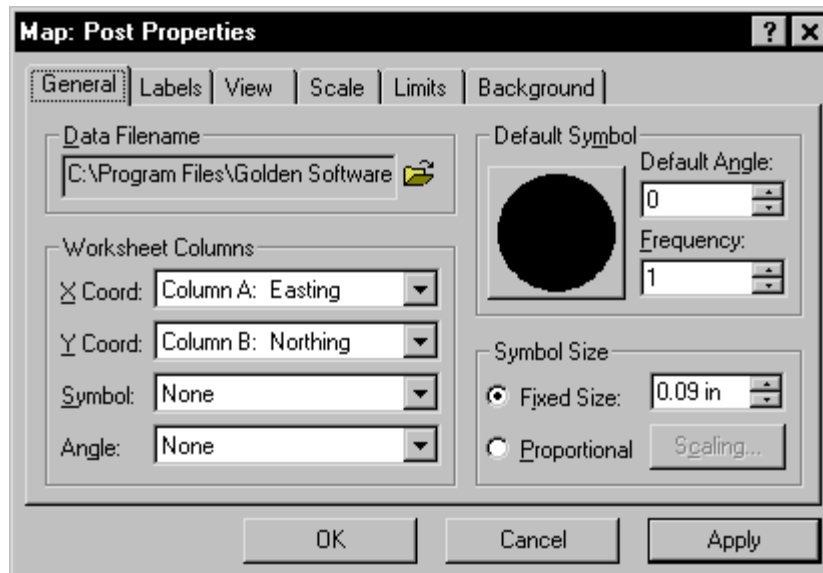 Map: Post Properties
General Labels View Scale Limits Background
Data Filename
C:\Program Files\Golden Software
Worksheet Columns
X Coord: Column A: Easting
Y Coord: Column B: Northing
Symbol: None
Angle: None
Default Symbol
Default Angle:
0
Frequency:
1
Symbol Size
Fixed Size: 0.09 in
Proportional Scaling...
OK Cancel Apply